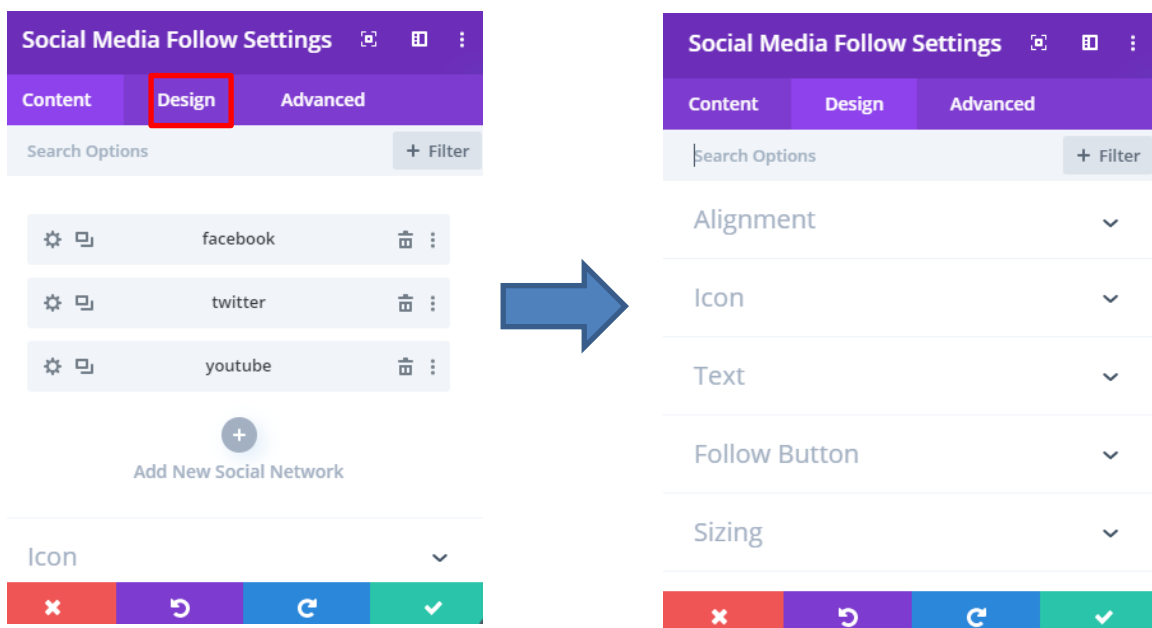 Social Media Follow Settings
Content Design Advanced
Search Options + Filter
facebook
twitter
youtube
+
Add New Social Network
Icon
Social Media Follow Settings
Content Design Advanced
Search Options + Filter
Alignment
Icon
Text
Follow Button
Sizing